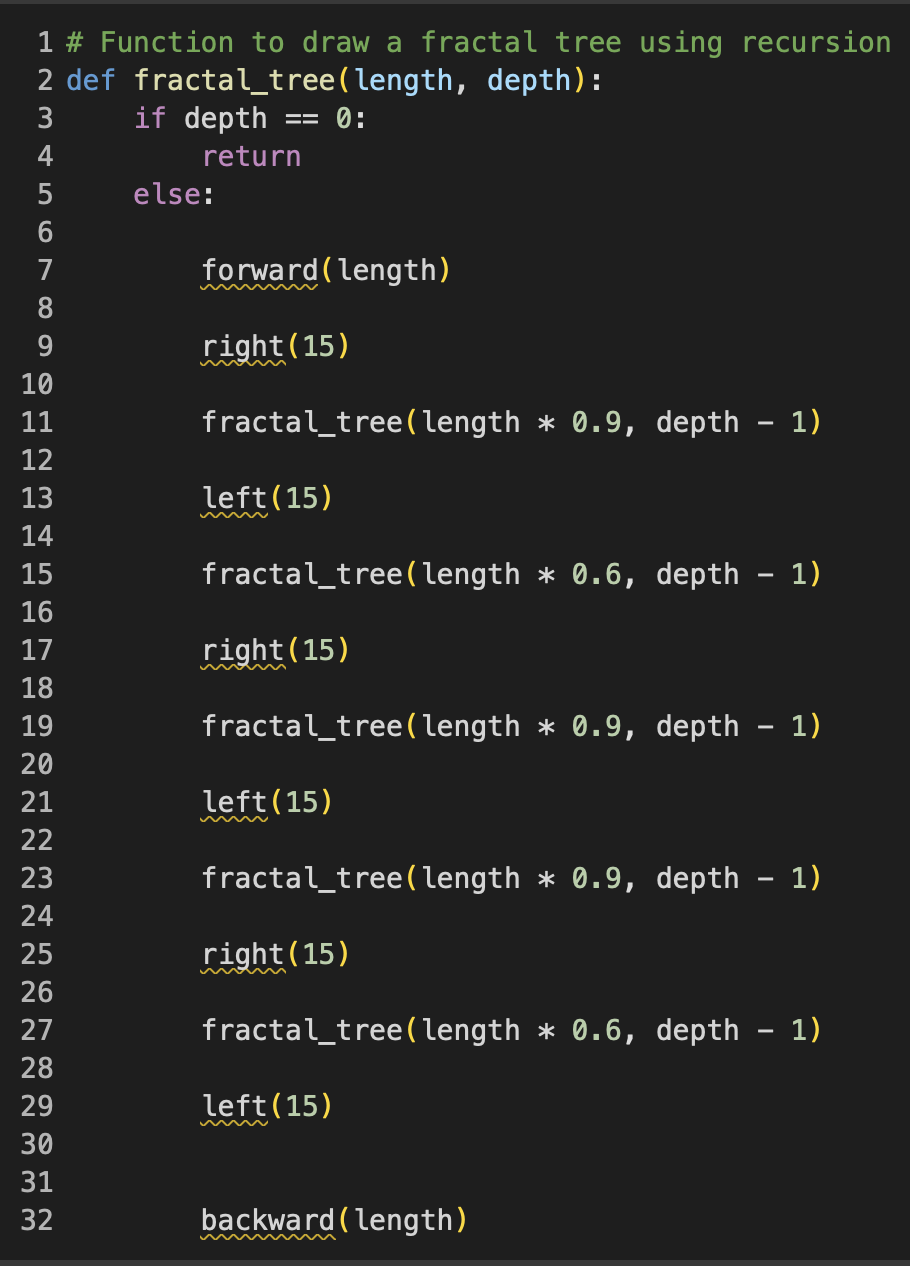 1 # Function to draw a fractal tree using recursion
2 def fractal_tree(length, depth):
3     if depth == 0:
4         return
5     else:
6
7         forward(length)
8
9         right(15)
10
11         fractal_tree(length * 0.9, depth - 1)
12
13         left(15)
14
15         fractal_tree(length * 0.6, depth - 1)
16
17         right(15)
18
19         fractal_tree(length * 0.9, depth - 1)
20
21         left(15)
22
23         fractal_tree(length * 0.9, depth - 1)
24
25         right(15)
26
27         fractal_tree(length * 0.6, depth - 1)
28
29         left(15)
30
31
32         backward(length)